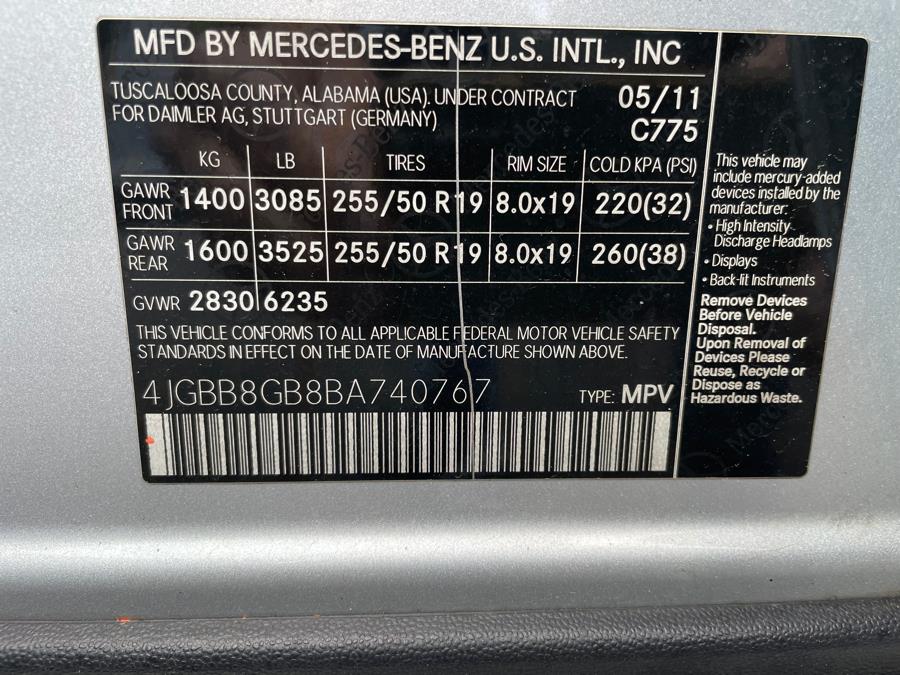 MFD BY MERCEDES-BENZ U.S. INTL., INC
TUSCALOOSA COUNTY, ALABAMA (USA). UNDER CONTRACT
FOR DAIMLER AG, STUTTGART (GERMANY)
05/11
C775
KG LB TIRES RIM SIZE COLD KPA (PSI)
GAWR FRONT 1400 3085 255/50 R19 8.0x19 220(32)
GAWR REAR 1600 3525 255/50 R19 8.0x19 260(38)
GVWR 2830 6235
THIS VEHICLE CONFORMS TO ALL APPLICABLE FEDERAL MOTOR VEHICLE SAFETY
STANDARDS IN EFFECT ON THE DATE OF MANUFACTURE SHOWN ABOVE.
4JGBB8GB8BA740767 TYPE: MPV
This vehicle may
include mercury-added
devices installed by the
manufacturer:
• High Intensity
Discharge Headlamps
• Displays
• Back-lit Instruments
Remove Devices
Before Vehicle
Disposal.
Upon Removal of
Devices Please
Reuse, Recycle or
Dispose as
Hazardous Waste.